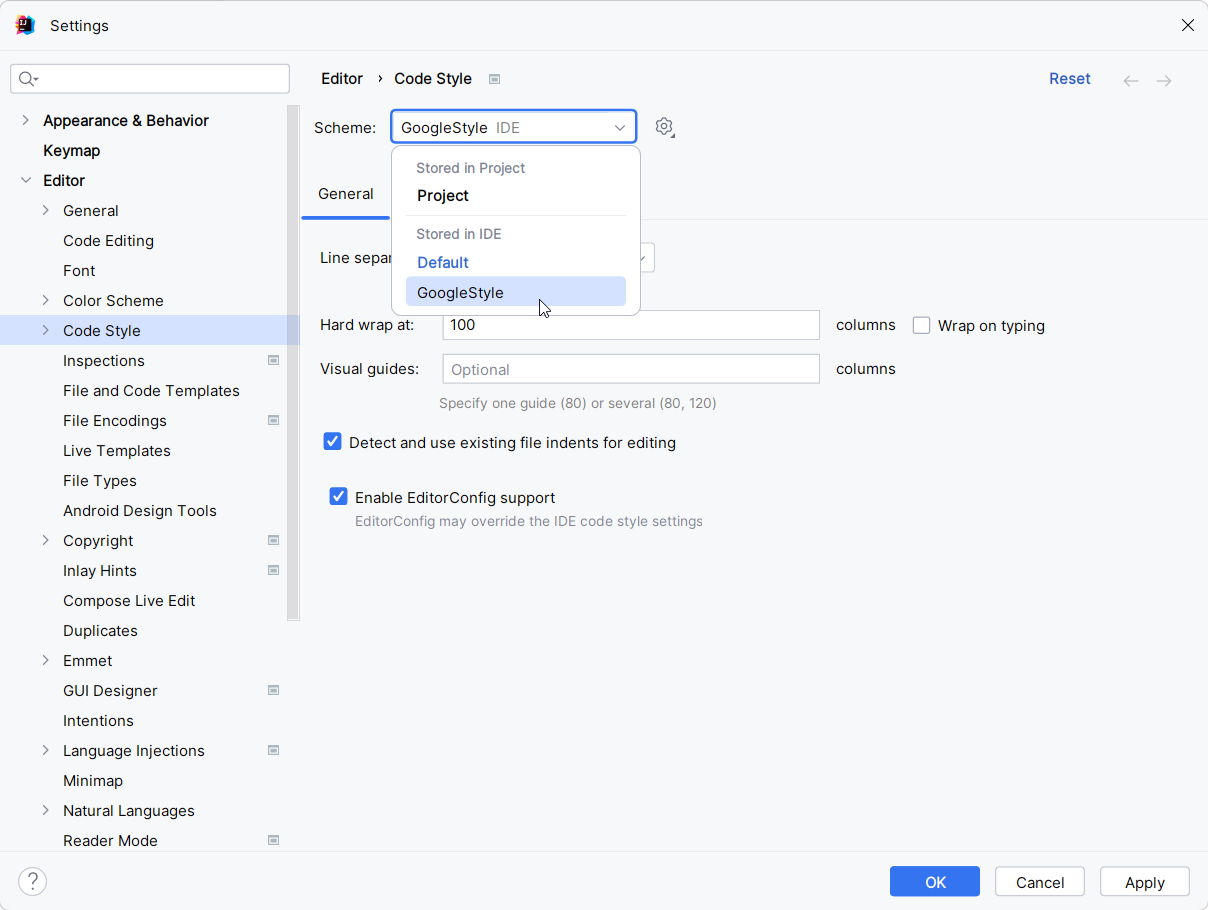 Settings
Editor › Code Style
Reset
Scheme: GoogleStyle IDE
Stored in Project
Project
Stored in IDE
Default
GoogleStyle
General
Line separ
Hard wrap at: 100 columns Wrap on typing
Visual guides: Optional columns
Specify one guide (80) or several (80, 120)
Detect and use existing file indents for editing
Enable EditorConfig support
EditorConfig may override the IDE code style settings
Appearance & Behavior
Keymap
Editor
General
Code Editing
Font
Color Scheme
Code Style
Inspections
File and Code Templates
File Encodings
Live Templates
File Types
Android Design Tools
Copyright
Inlay Hints
Compose Live Edit
Duplicates
Emmet
GUI Designer
Intentions
Language Injections
Minimap
Natural Languages
Reader Mode
?
OK
Cancel
Apply